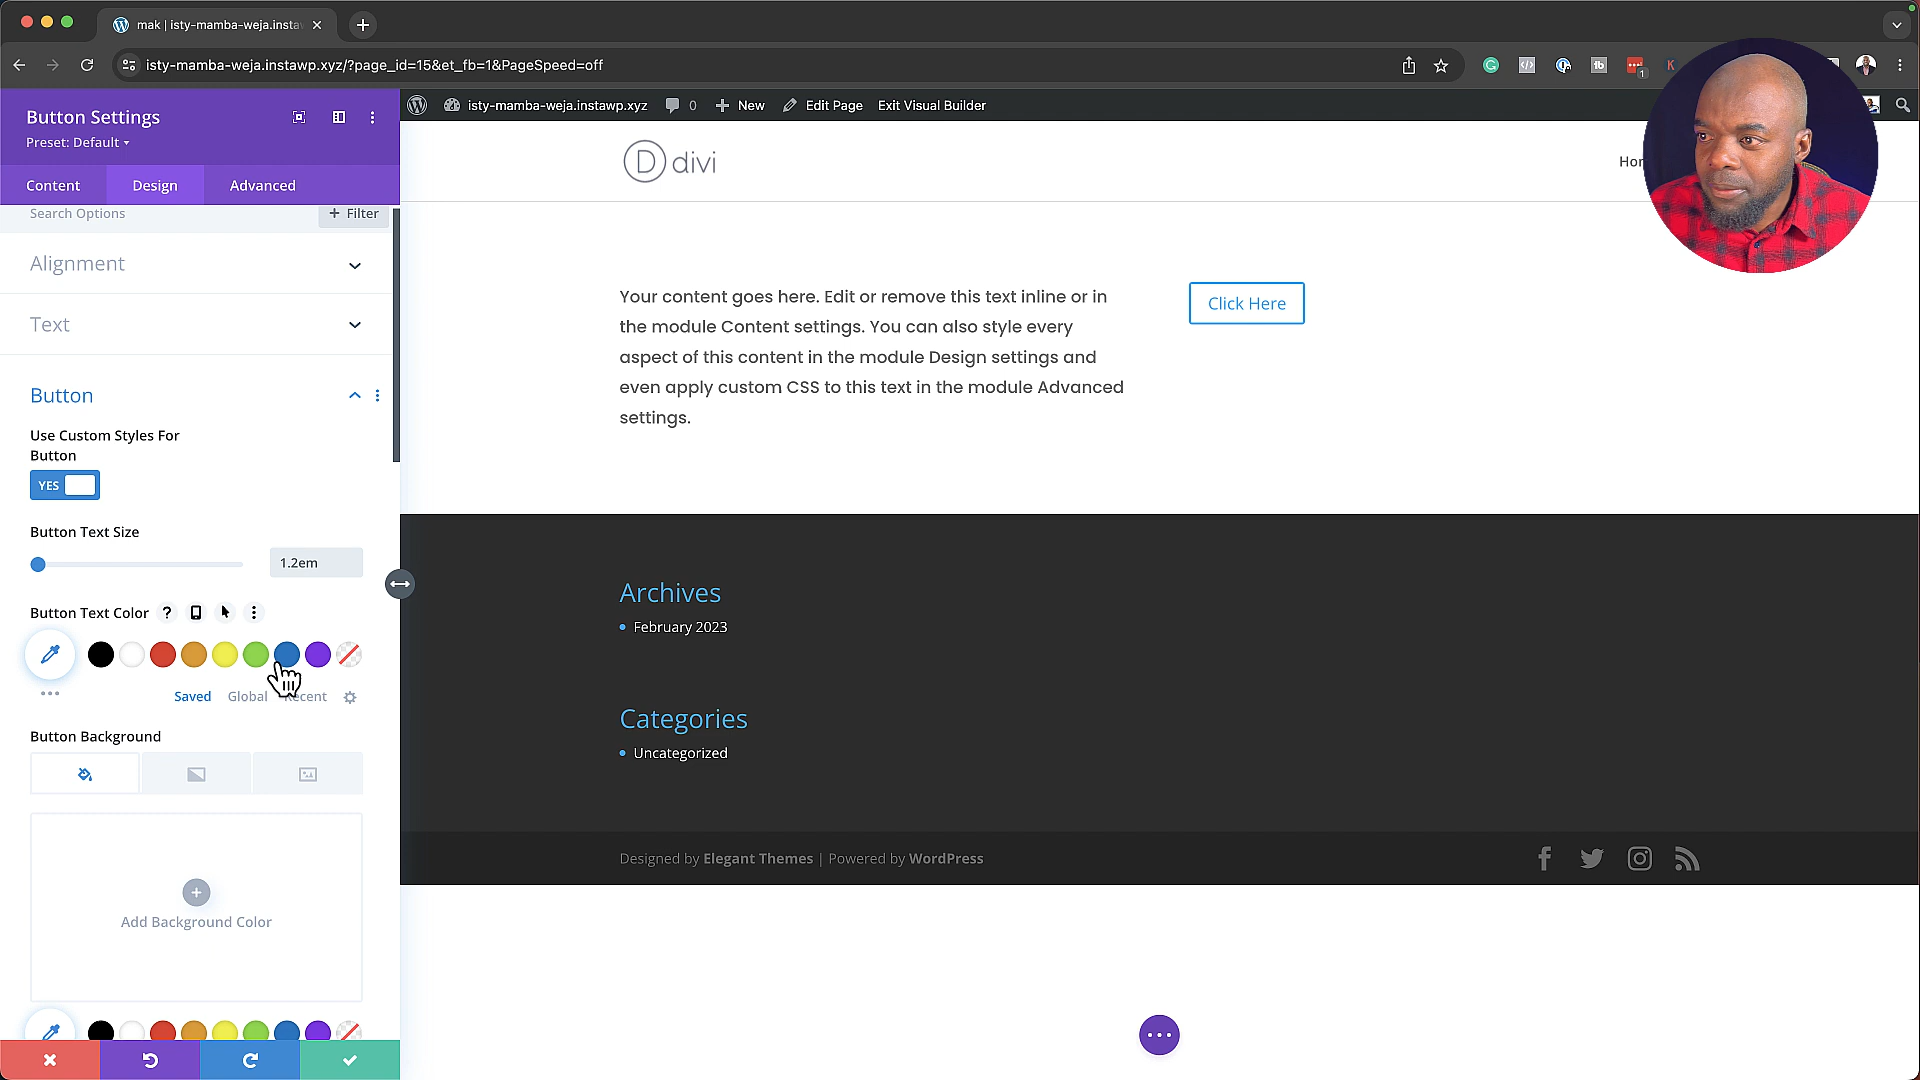 mak | isty-mamba-weja.insta
isty-mamba-weja.instawp.xyz/?page_id=15&et_fb=1&PageSpeed=off
Button Settings
Preset: Default
Content
Design
Advanced
Search Options
+ Filter
Alignment
Text
Button
Use Custom Styles For
Button
YES
Button Text Size
1.2em
Button Text Color
Saved
Global
Recent
Button Background
Add Background Color
isty-mamba-weja.instawp.xyz
0
New
Edit Page
Exit Visual Builder
divi
Hor
Your content goes here. Edit or remove this text inline or in
the module Content settings. You can also style every
aspect of this content in the module Design settings and
even apply custom CSS to this text in the module Advanced
settings.
Click Here
Archives
February 2023
Categories
Uncategorized
Designed by Elegant Themes | Powered by WordPress